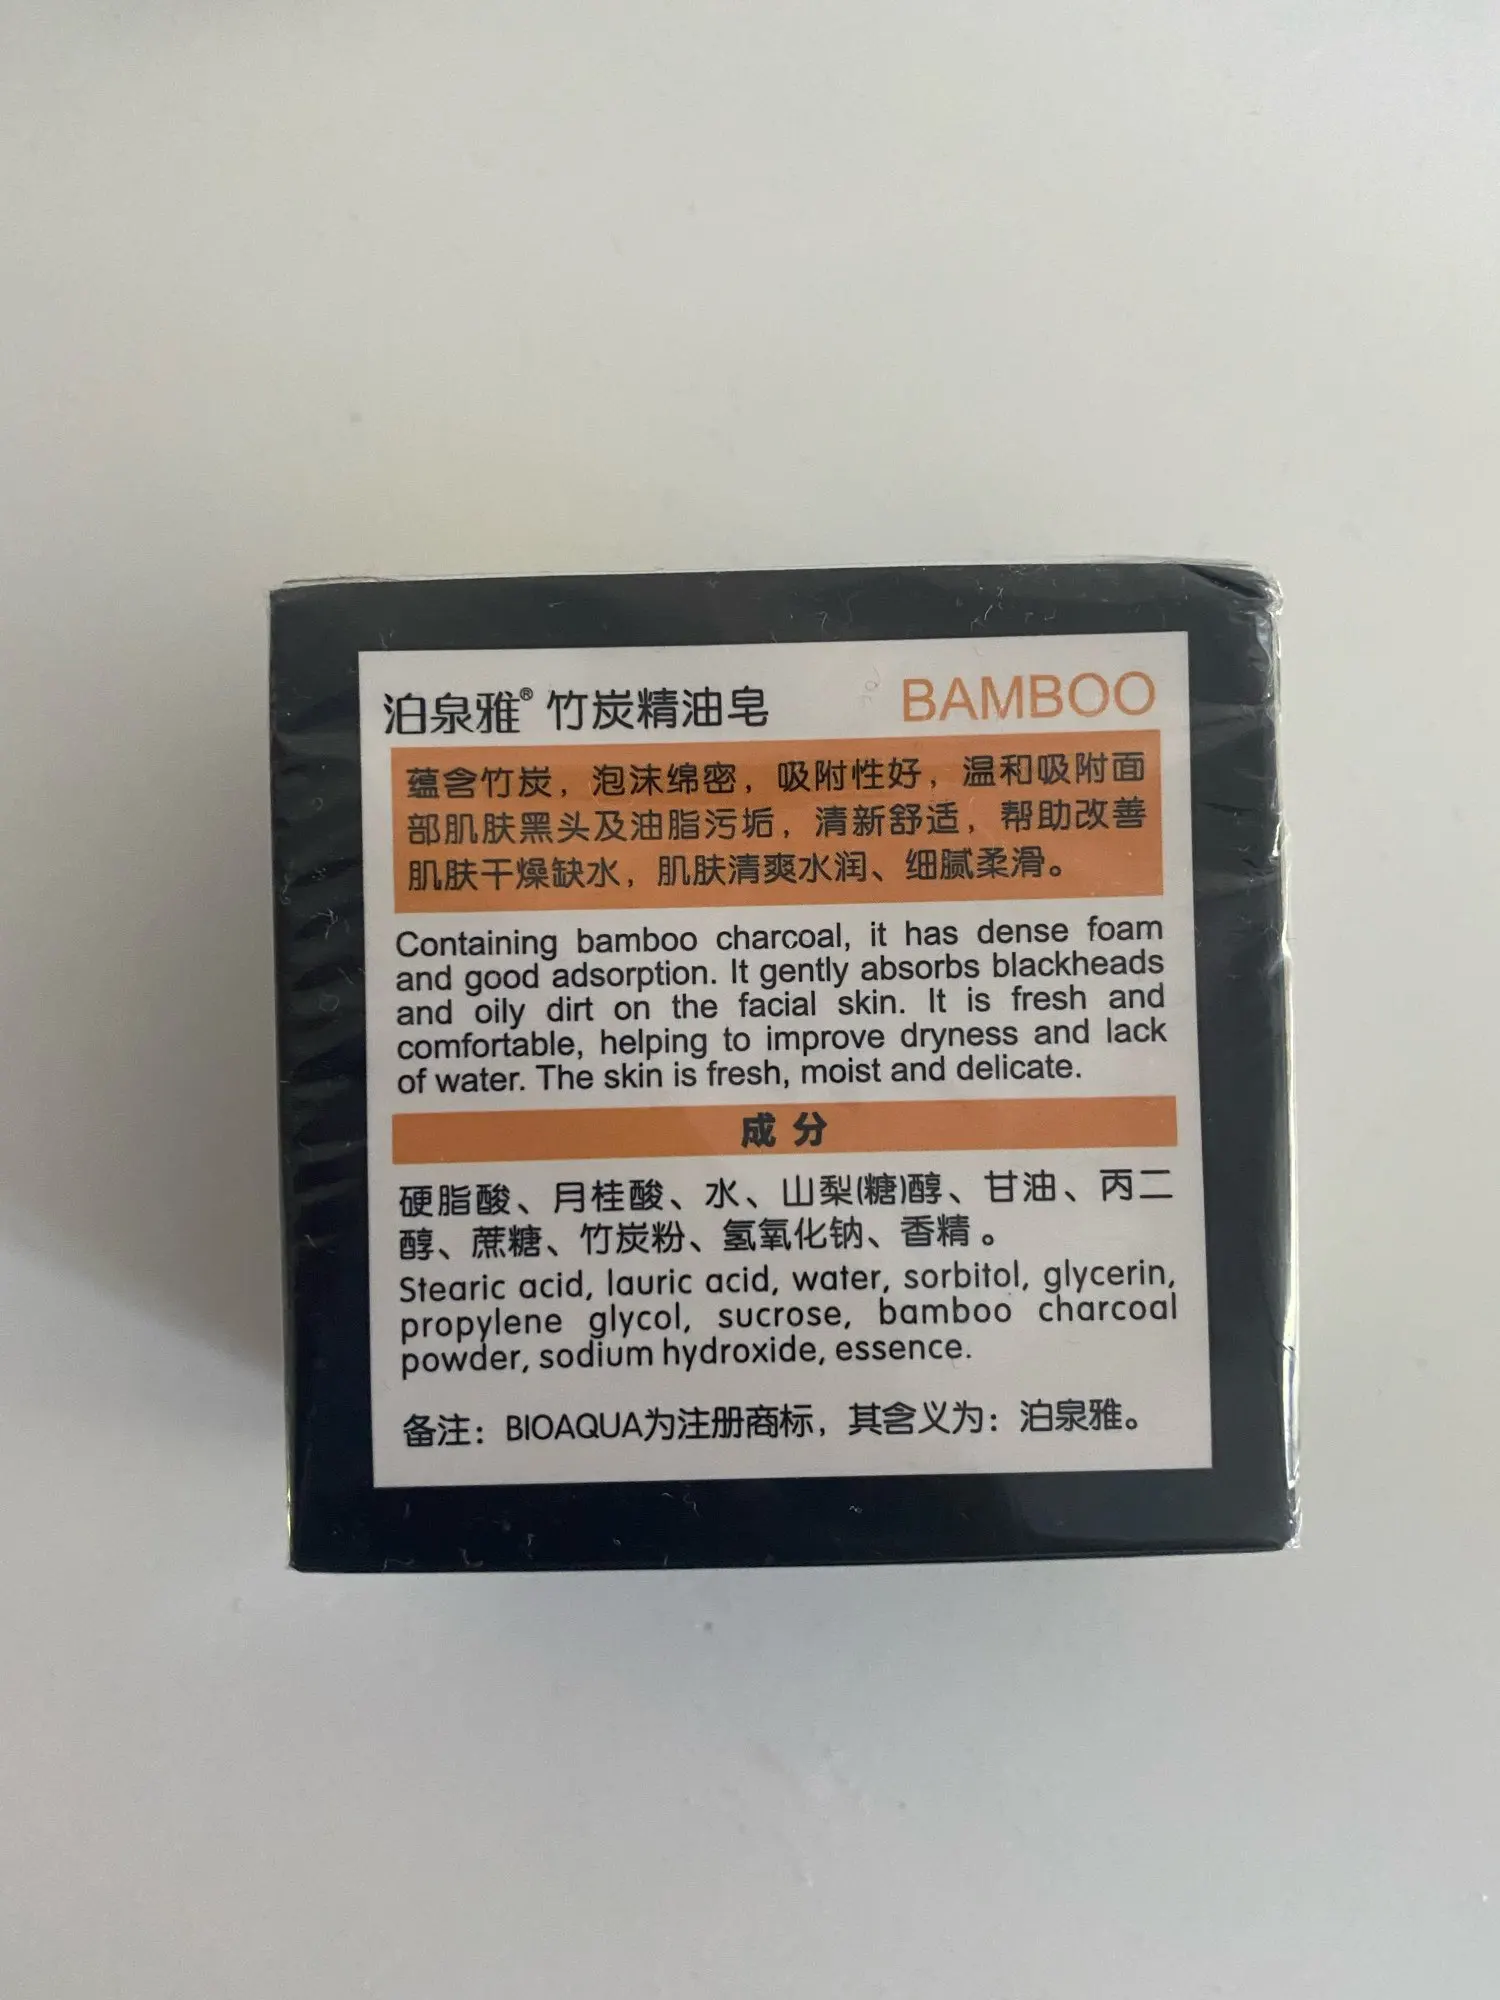 泊泉雅® 竹炭精油皂 BAMBOO
蕴含竹炭，泡沫绵密，吸附性好，温和吸附面
部肌肤黑头及油脂污垢，清新舒适，帮助改善
肌肤干燥缺水，肌肤清爽水润、细腻柔滑。
Containing bamboo charcoal, it has dense foam
and good adsorption. It gently absorbs blackheads
and oily dirt on the facial skin. It is fresh and
comfortable, helping to improve dryness and lack
of water. The skin is fresh, moist and delicate.
成 分
硬脂酸、月桂酸、水、山梨(糖)醇、甘油、丙二
醇、蔗糖、竹炭粉、氢氧化钠、香精。
Stearic acid, lauric acid, water, sorbitol, glycerin,
propylene glycol, sucrose, bamboo charcoal
powder, sodium hydroxide, essence.
备注：BIOAQUA为注册商标，其含义为：泊泉雅。